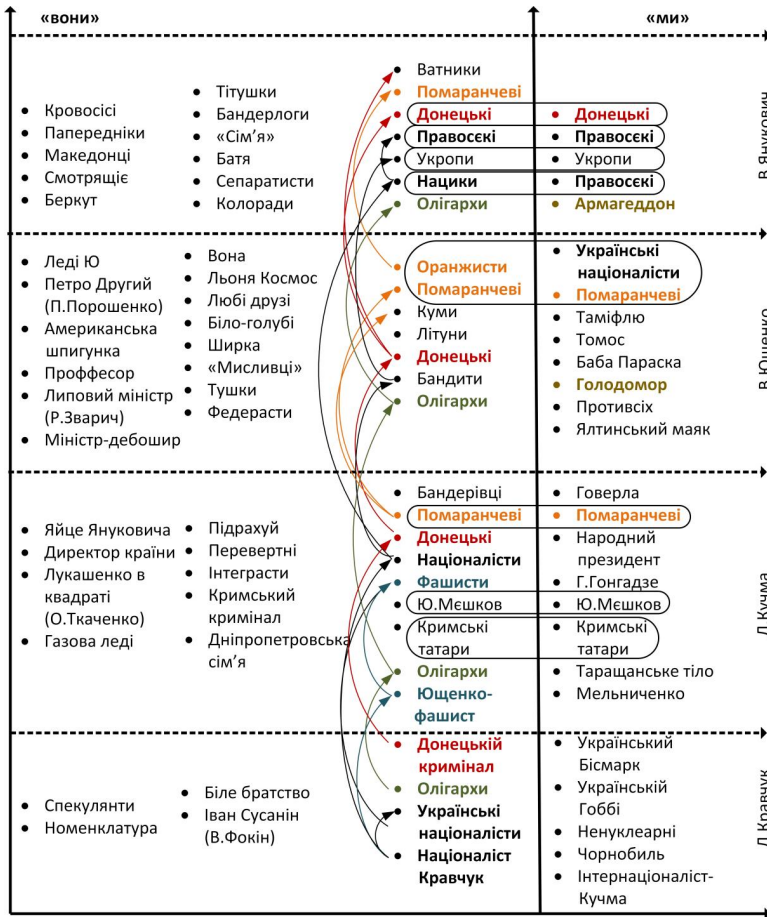 «вони»
«ми»
Кровосісі
Папередніки
Македонці
Смотрящіє
Беркут
Тітушки
Бандерлоги
«Сім’я»
Батя
Сепаратисти
Колоради
Ватники
Помаранчеві
Донецькі
Правосєкі
Укропи
Нацики
Олігархи
Донецькі
Правосєкі
Укропи
Правосєкі
Армагеддон
В Янукович
Леді Ю
Петро Другий
(П.Порошенко)
Американська
шпигунка
Проффесор
Липовий міністр
(Р.Зварич)
Міністр-дебошир
Вона
Льоня Космос
Любі друзі
Біло-голубі
Ширка
«Мисливці»
Тушки
Федерасти
Оранжисти
Помаранчеві
Куми
Літуни
Донецькі
Бандити
Олігархи
Українські
націоналісти
Помаранчеві
Таміфлю
Томос
Баба Параска
Голодомор
Противсіх
Ялтинський маяк
В Ющенко
Яйце Януковича
Директор країни
Лукашенко в
квадраті
(О.Ткаченко)
Газова леді
Підрахуй
Перевертні
Інтеграсти
Кримський
кримінал
Дніпропетровська
сім’я
Бандерівці
Помаранчеві
Донецькі
Націоналісти
Фашисти
Ю.Мєшков
Кримські
татари
Олігархи
Ющенко-
фашист
Говерла
Помаранчеві
Народний
президент
Г.Гонгадзе
Ю.Мєшков
Кримські
татари
Таращанське тіло
Мельниченко
Л Кучма
Спекулянти
Номенклатура
Біле братство
Іван Сусанін
(В.Фокін)
Донецькій
кримінал
Олігархи
Українські
націоналісти
Націоналіст
Кравчук
Український
Бісмарк
Українській
Гоббі
Ненуклеарні
Чорнобиль
Інтернаціоналіст-
Кучма
Л Кравчук